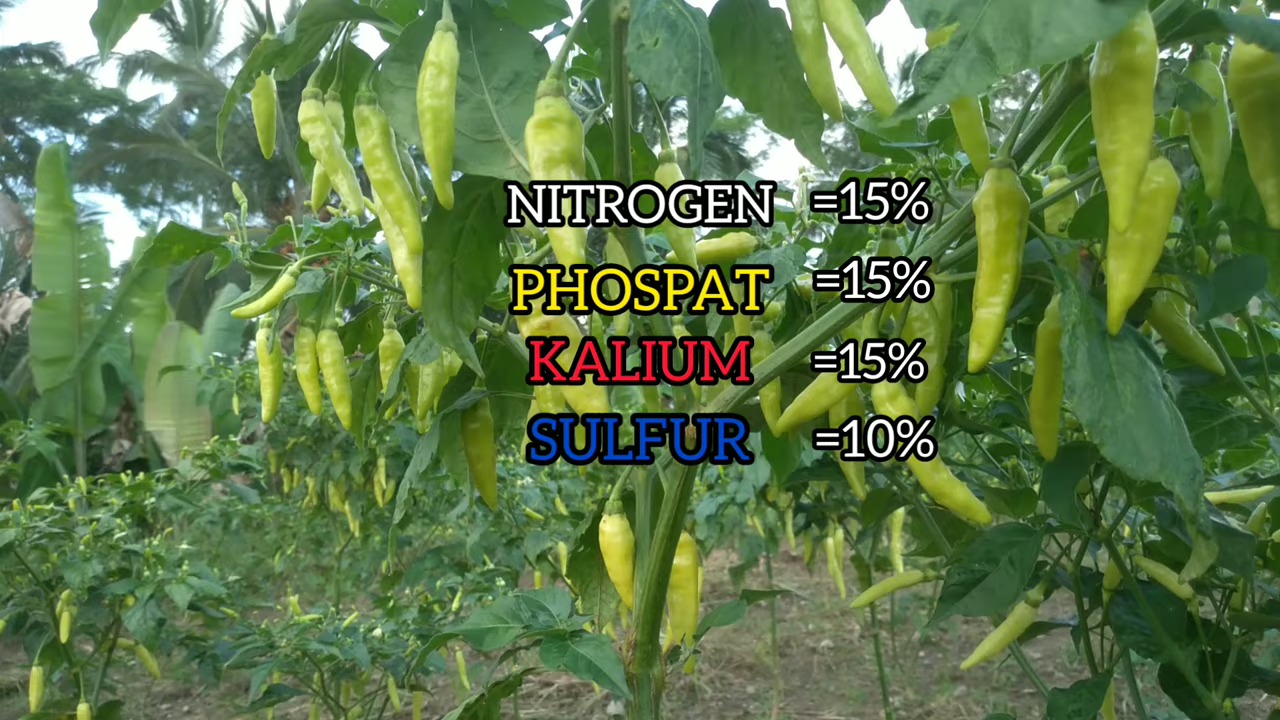 NITROGEN =15%
PHOSPAT =15%
KALIUM =15%
SULFUR =10%